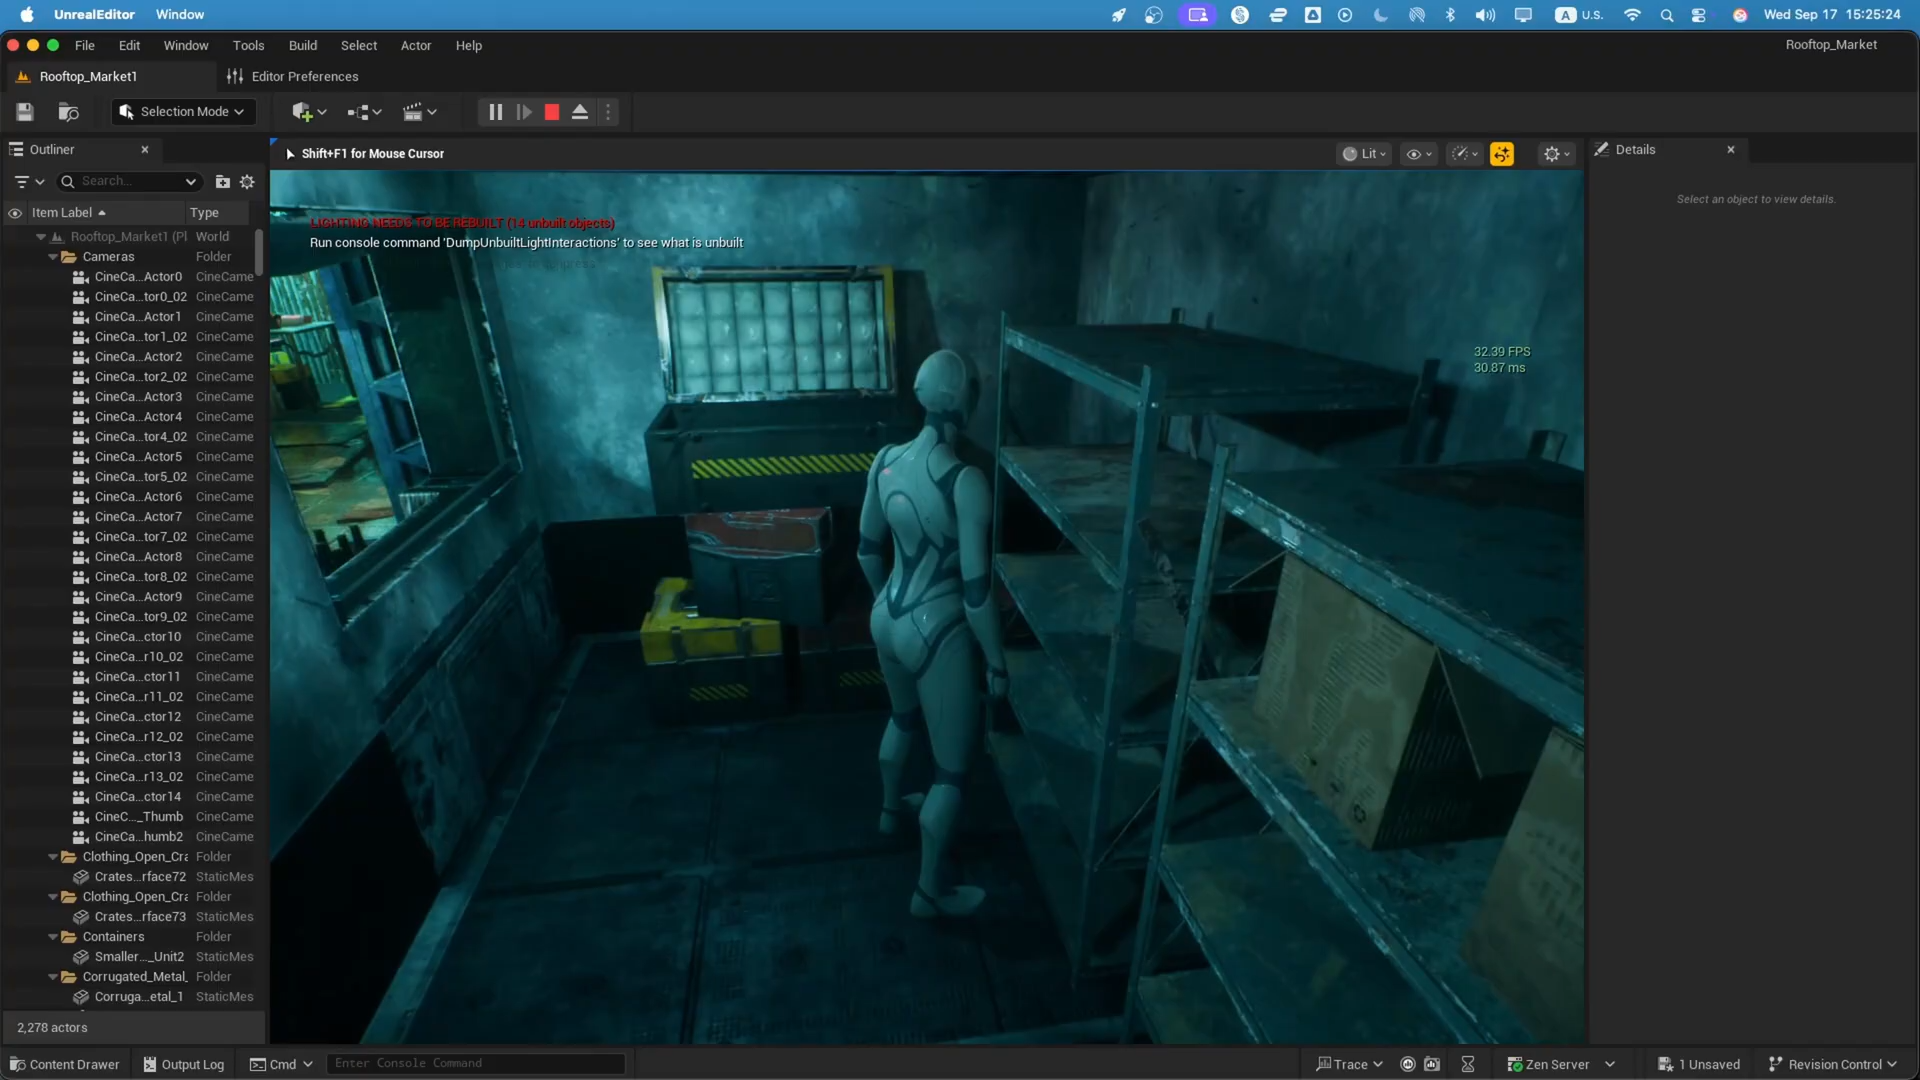 UnrealEditor Window
A U.S. Wed Sep 17 15:25:24
File Edit Window Tools Build Select Actor Help
Rooftop_Market
Rooftop_Market1
Editor Preferences
Selection Mode
Outliner
Shift+F1 for Mouse Cursor
Lit
Details
Search...
Select an object to view details.
Item Label Type
LIGHTING NEEDS TO BE REBUILT (14 unbuilt objects)
Run console command 'DumpUnbuiltLightInteractions' to see what is unbuilt
32.39 FPS
30.87 ms
Rooftop_Market1 (Pl World
Cameras Folder
CineCa...Actor0 CineCame
CineCa...tor0_02 CineCame
CineCa...Actor1 CineCame
CineCa...tor1_02 CineCame
CineCa...Actor2 CineCame
CineCa...tor2_02 CineCame
CineCa...Actor3 CineCame
CineCa...Actor4 CineCame
CineCa...tor4_02 CineCame
CineCa...Actor5 CineCame
CineCa...tor5_02 CineCame
CineCa...Actor6 CineCame
CineCa...Actor7 CineCame
CineCa...tor7_02 CineCame
CineCa...Actor8 CineCame
CineCa...tor8_02 CineCame
CineCa...Actor9 CineCame
CineCa...tor9_02 CineCame
CineCa...ctor10 CineCame
CineCa...r10_02 CineCame
CineCa...ctor11 CineCame
CineCa...r11_02 CineCame
CineCa...ctor12 CineCame
CineCa...r12_02 CineCame
CineCa...ctor13 CineCame
CineCa...r13_02 CineCame
CineCa...ctor14 CineCame
CineC..._Thumb CineCame
CineCa...humb2 CineCame
Clothing_Open_Cra Folder
Crates...rface72 StaticMes
Clothing_Open_Cra Folder
Crates...rface73 StaticMes
Containers Folder
Smaller..._Unit2 StaticMes
Corrugated_Metal_ Folder
Corruga...etal_1 StaticMes
2,278 actors
Content Drawer Output Log Cmd Enter Console Command Trace Zen Server 1 Unsaved Revision Control